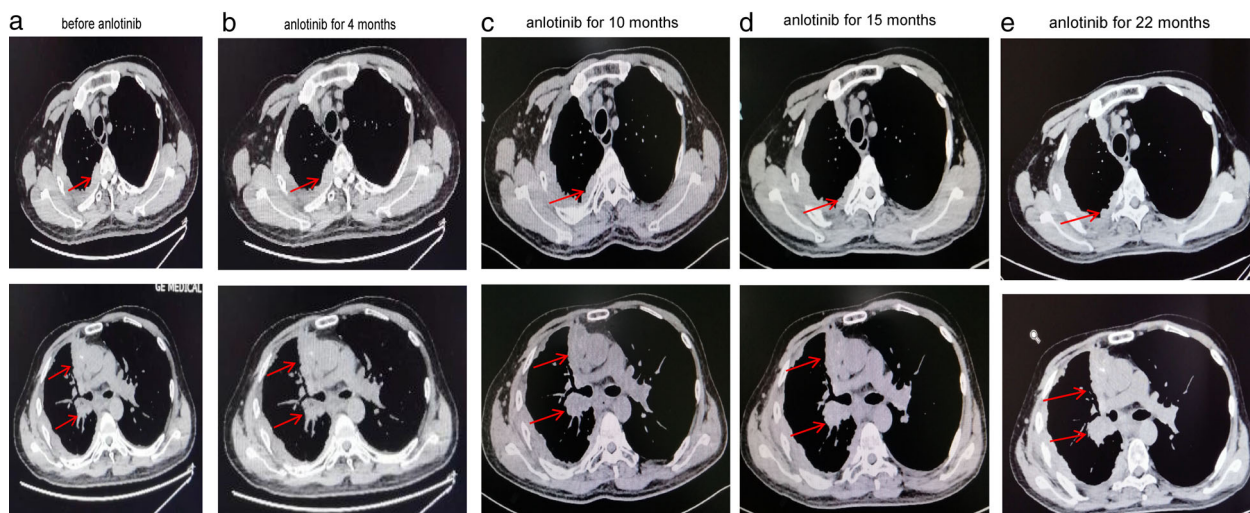 a before anlotinib
b anlotinib for 4 months
c anlotinib for 10 months
d anlotinib for 15 months
e anlotinib for 22 months
GE MEDICAL